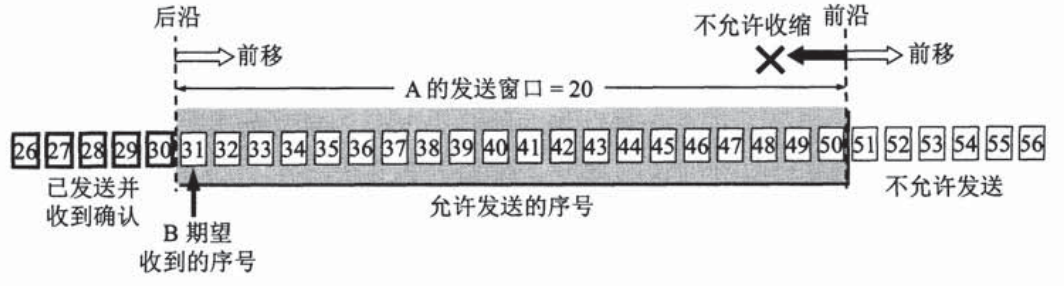 后沿
前沿
不允许收缩
前移
前移
A 的发送窗口 = 20
26 27 28 29 30 31 32 33 34 35 36 37 38 39 40 41 42 43 44 45 46 47 48 49 50 51 52 53 54 55 56
已发送并
收到确认
允许发送的序号
不允许发送
B 期望
收到的序号